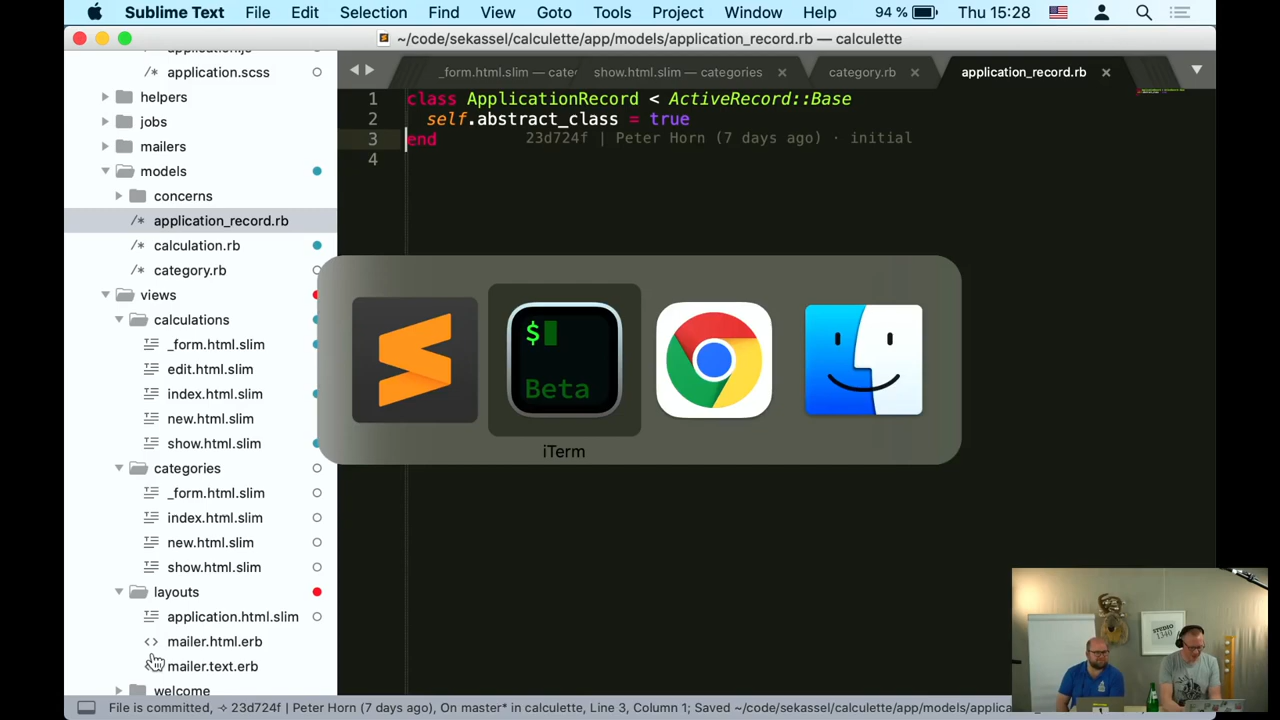 Sublime Text File Edit Selection Find View Goto Tools Project Window Help 94 % Thu 15:28
~/code/sekassel/calculette/app/models/application_record.rb — calculette
_form.html.slim — cate show.html.slim — categories category.rb application_record.rb
application.js
application.scss
helpers
jobs
mailers
models
concerns
application_record.rb
calculation.rb
category.rb
views
calculations
_form.html.slim
edit.html.slim
index.html.slim
new.html.slim
show.html.slim
categories
_form.html.slim
index.html.slim
new.html.slim
show.html.slim
layouts
application.html.slim
mailer.html.erb
mailer.text.erb
welcome
1 class ApplicationRecord < ActiveRecord::Base
2 self.abstract_class = true
3 end 23d724f | Peter Horn (7 days ago) · initial
4
$
Beta
iTerm
STUDIO
1340
File is committed, 23d724f | Peter Horn (7 days ago), On master* in calculette, Line 3, Column 1; Saved ~/code/sekassel/calculette/app/models/applica